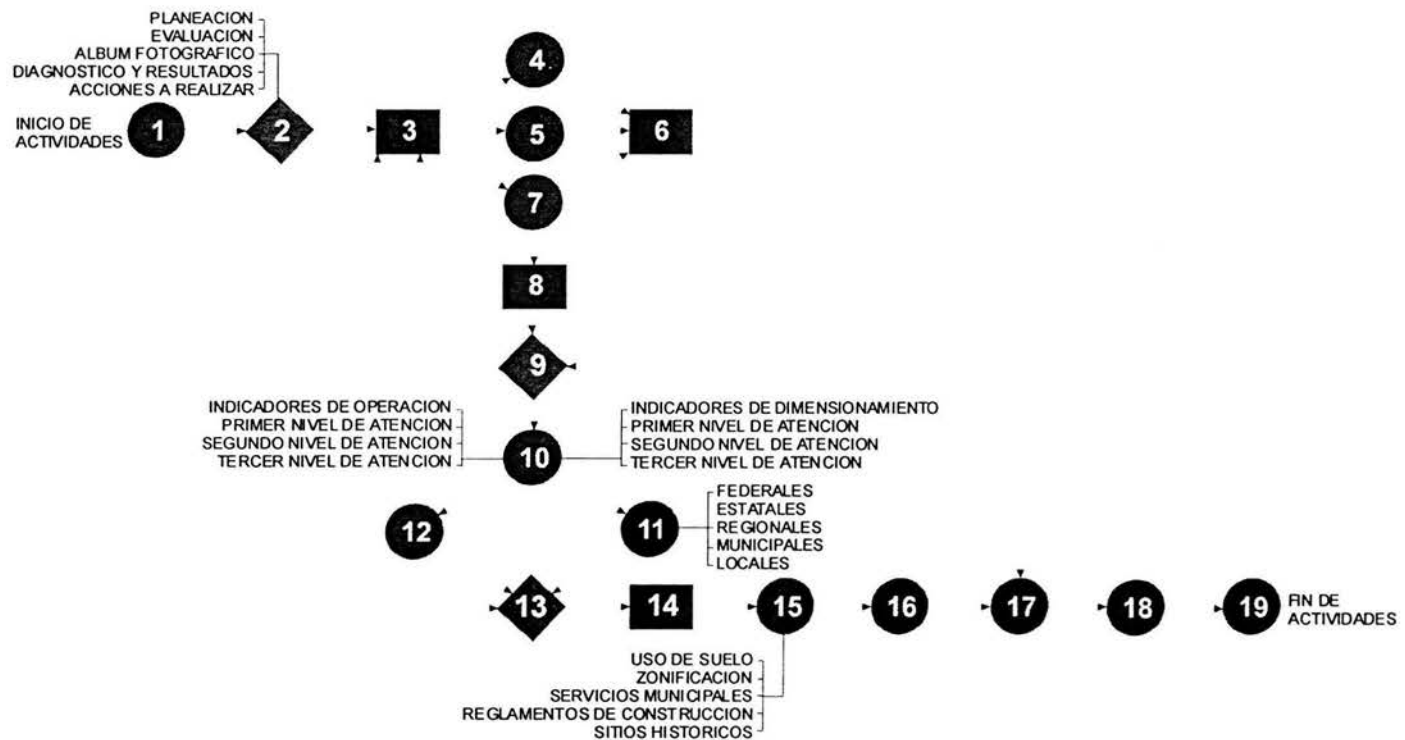 PLANEACION
EVALUACION
ALBUM FOTOGRAFICO
DIAGNOSTICO Y RESULTADOS
ACCIONES A REALIZAR
INICIO DE
ACTIVIDADES
1
2
3
4
5
6
7
8
9
INDICADORES DE OPERACION
PRIMER NIVEL DE ATENCION
SEGUNDO NIVEL DE ATENCION
TERCER NIVEL DE ATENCION
10
INDICADORES DE DIMENSIONAMIENTO
PRIMER NIVEL DE ATENCION
SEGUNDO NIVEL DE ATENCION
TERCER NIVEL DE ATENCION
12
11
FEDERALES
ESTATALES
REGIONALES
MUNICIPALES
LOCALES
13
14
15
16
17
18
19
FIN DE
ACTIVIDADES
USO DE SUELO
ZONIFICACION
SERVICIOS MUNICIPALES
REGLAMENTOS DE CONSTRUCCION
SITIOS HISTORICOS